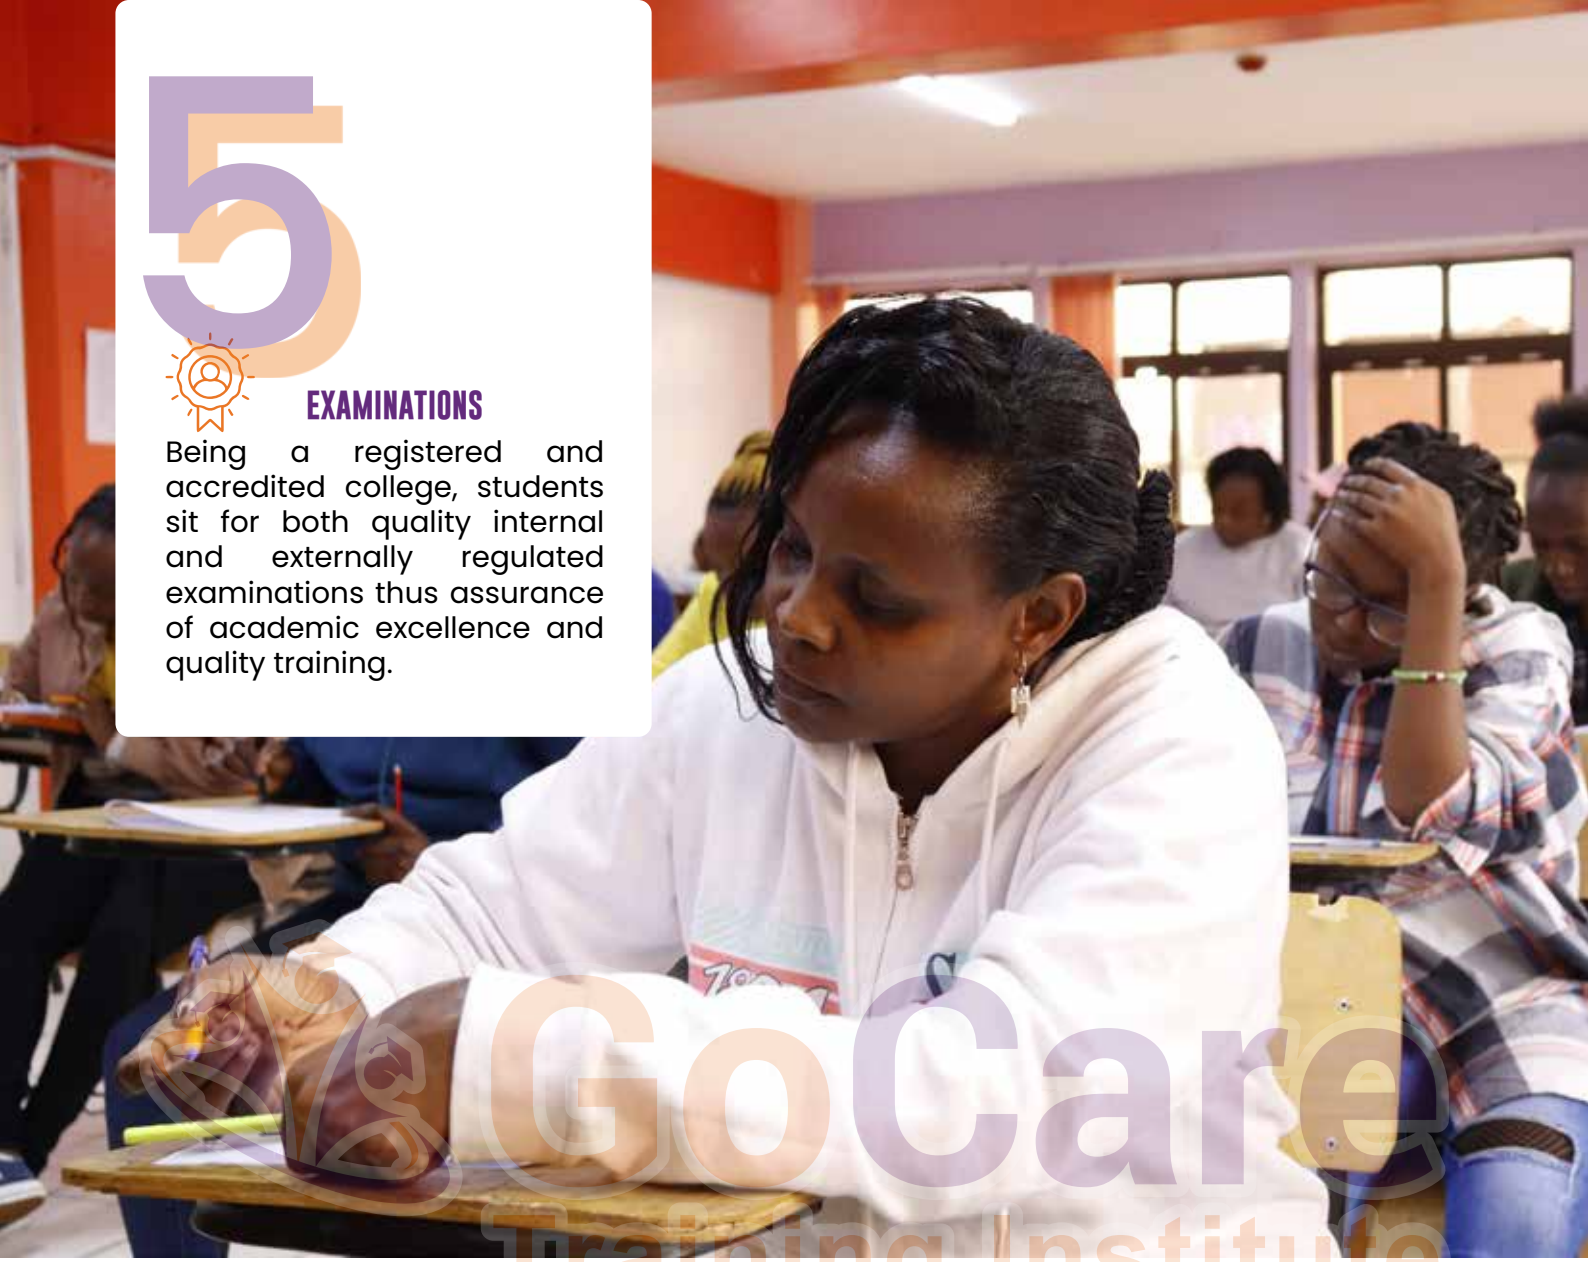 5
EXAMINATIONS
Being a registered and
accredited college, students
sit for both quality internal
and externally regulated
examinations thus assurance
of academic excellence and
quality training.
GoCare
Training Institute